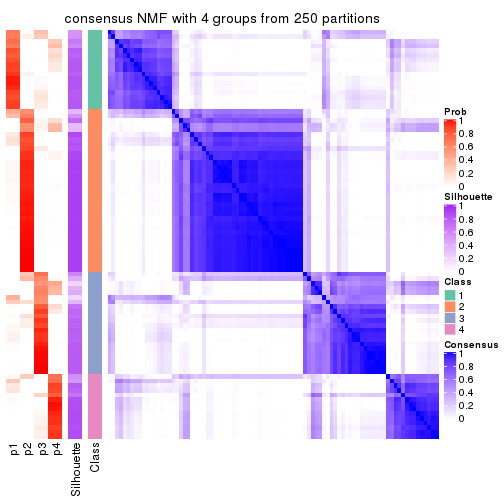 consensus NMF with 4 groups from 250 partitions
Prob
1
0.8
0.6
0.4
0.2
0
Silhouette
1
0.8
0.6
0.4
0.2
0
Class
1
2
3
4
Consensus
1
0.8
0.6
0.4
0.2
0
p1
p2
p3
p4
Silhouette
Class